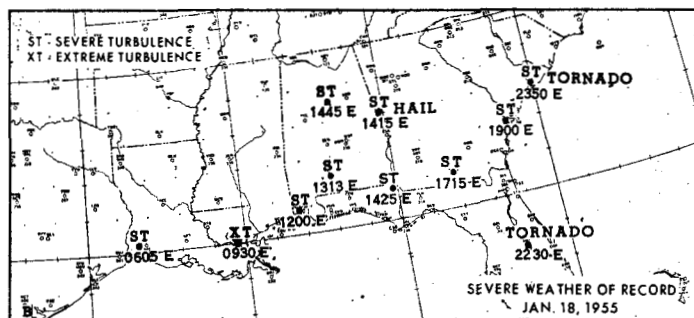 ST - SEVERE TURBULENCE
XT - EXTREME TURBULENCE
ST TORNADO
2350 E
ST
1445 E
ST HAIL
1415 E
ST
1900 E
ST
1313 E
ST
1425 E
ST
1715 E
ST
1200 E
ST
0605 E
XT
0930 E
TORNADO
2230 E
SEVERE WEATHER OF RECORD
JAN. 18, 1955
B